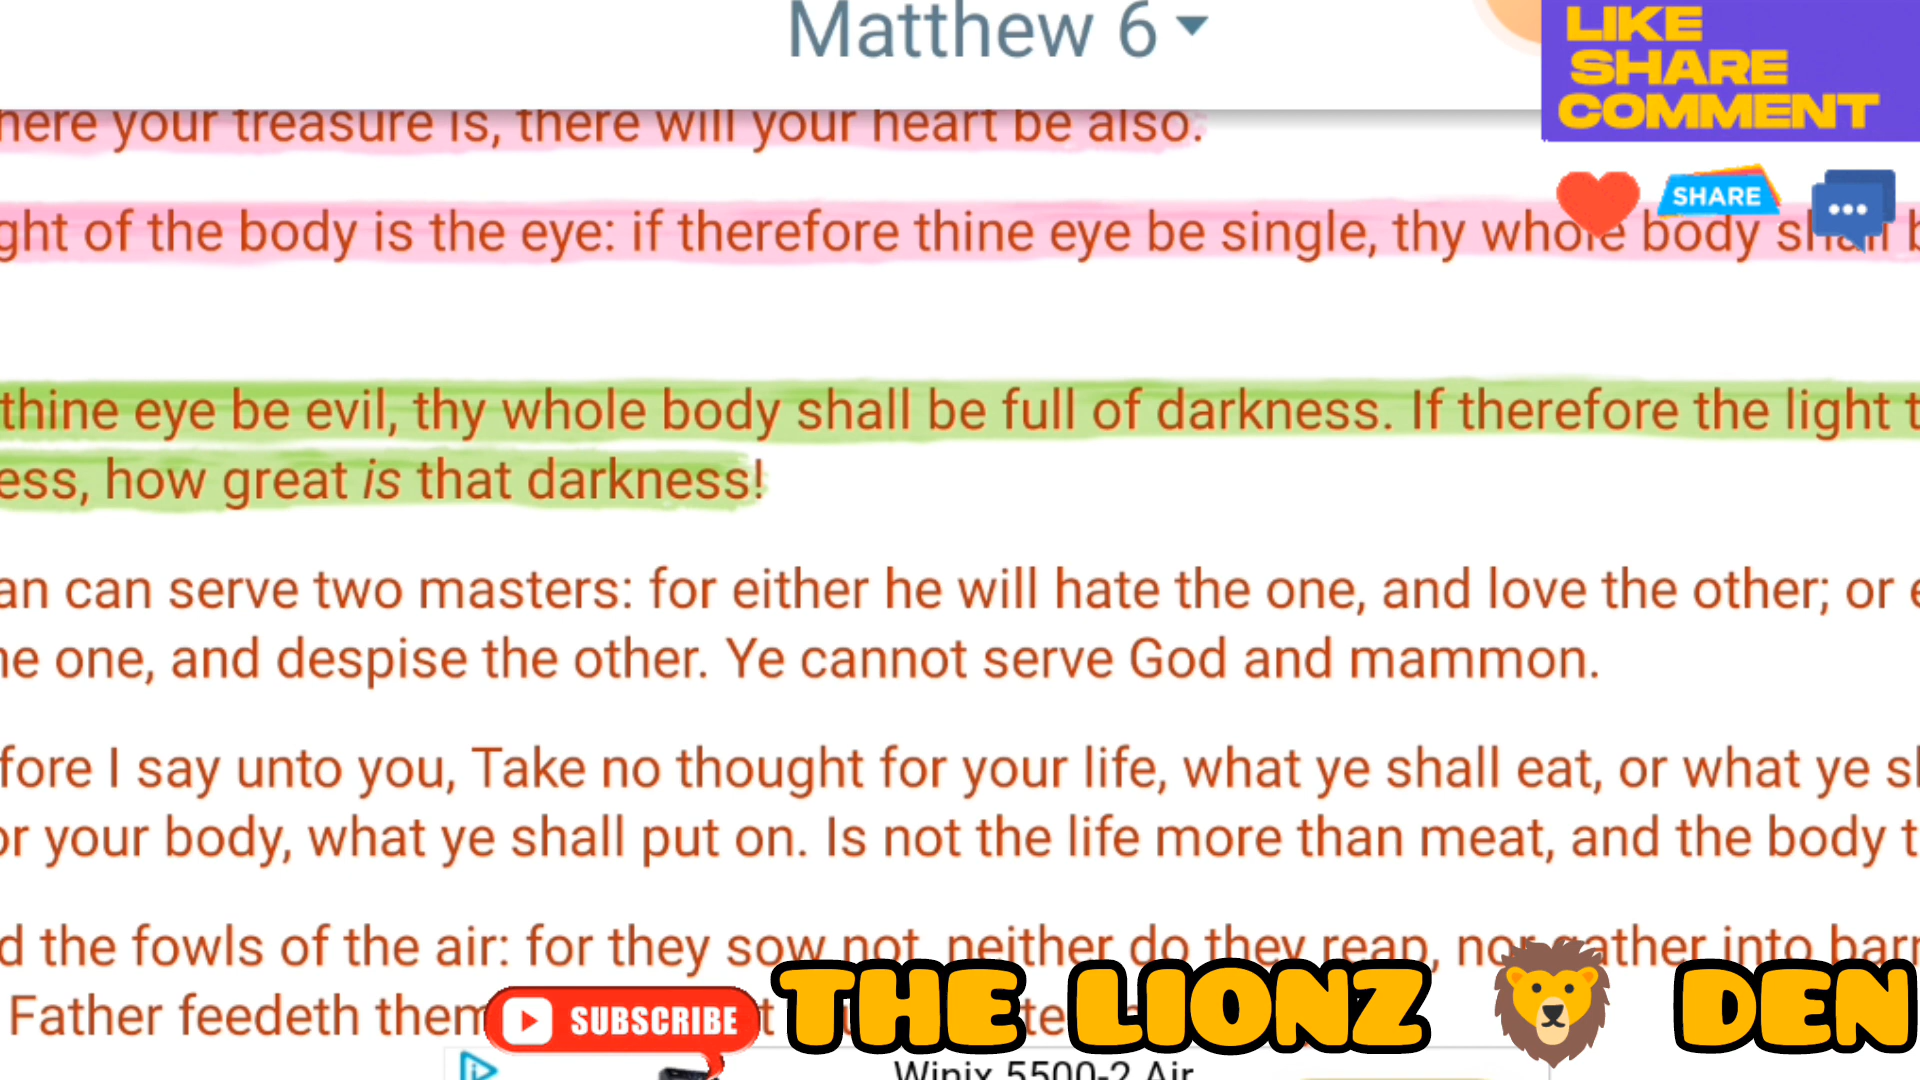 Matthew 6
LIKE
SHARE
COMMENT
here your treasure is, there will your heart be also.
SHARE
ght of the body is the eye: if therefore thine eye be single, thy whole body shall b
thine eye be evil, thy whole body shall be full of darkness. If therefore the light t
ess, how great is that darkness!
an can serve two masters: for either he will hate the one, and love the other; or e
he one, and despise the other. Ye cannot serve God and mammon.
fore I say unto you, Take no thought for your life, what ye shall eat, or what ye sh
or your body, what ye shall put on. Is not the life more than meat, and the body t
d the fowls of the air: for they sow not, neither do they reap, nor gather into barn
Father feedeth them
SUBSCRIBE
THE LIONZ DEN
Winix 5500-2 Air